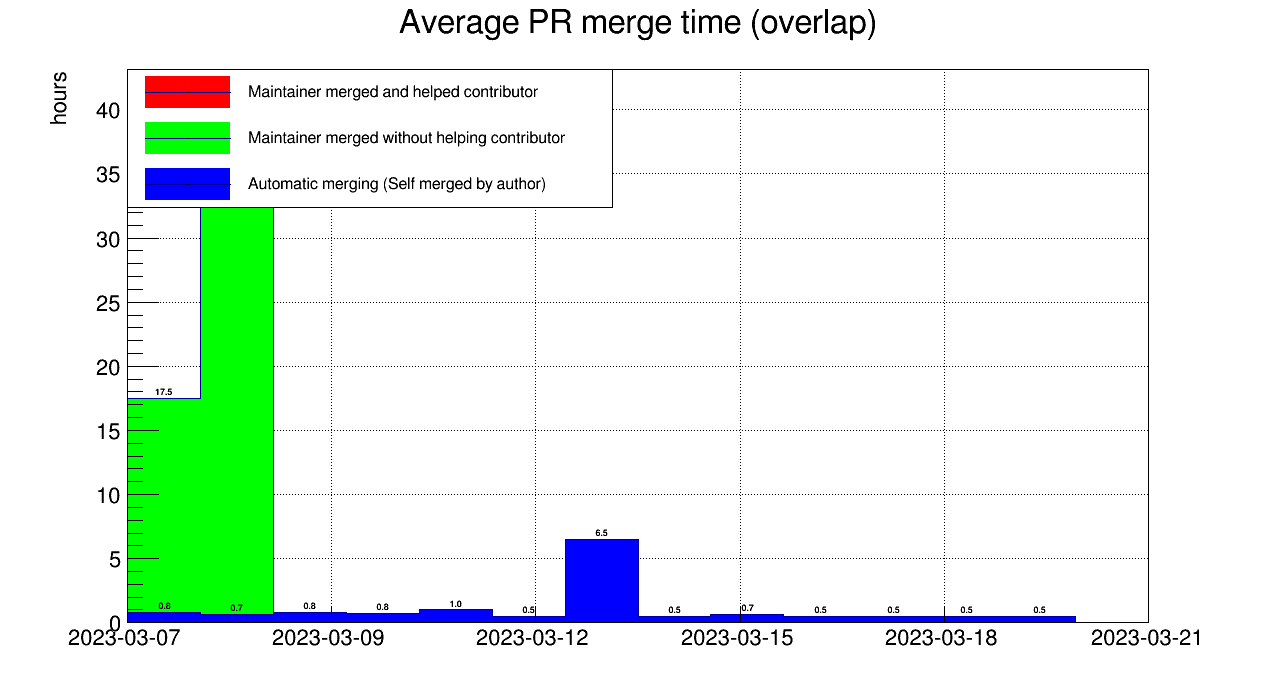 Average PR merge time (overlap)
hours
Maintainer merged and helped contributor
Maintainer merged without helping contributor
Automatic merging (Self merged by author)
40
35
30
25
20
15
10
5
0
17.5
6.5
0.8 0.7 0.8 0.8 1.0 0.5 0.5 0.7 0.5 0.5 0.5 0.5
2023-03-07 2023-03-09 2023-03-12 2023-03-15 2023-03-18 2023-03-21